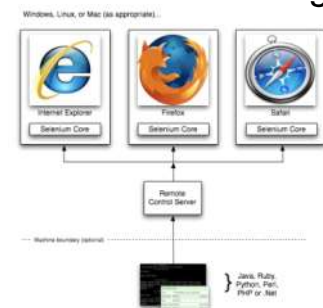 Windows, Linux, or Mac (as appropriate)...
Internet Explorer
Selenium Core
Firefox
Selenium Core
Safari
Selenium Core
Remote
Control Server
Machine boundary (optional)
Java, Ruby,
Python, Perl,
PHP or .Net